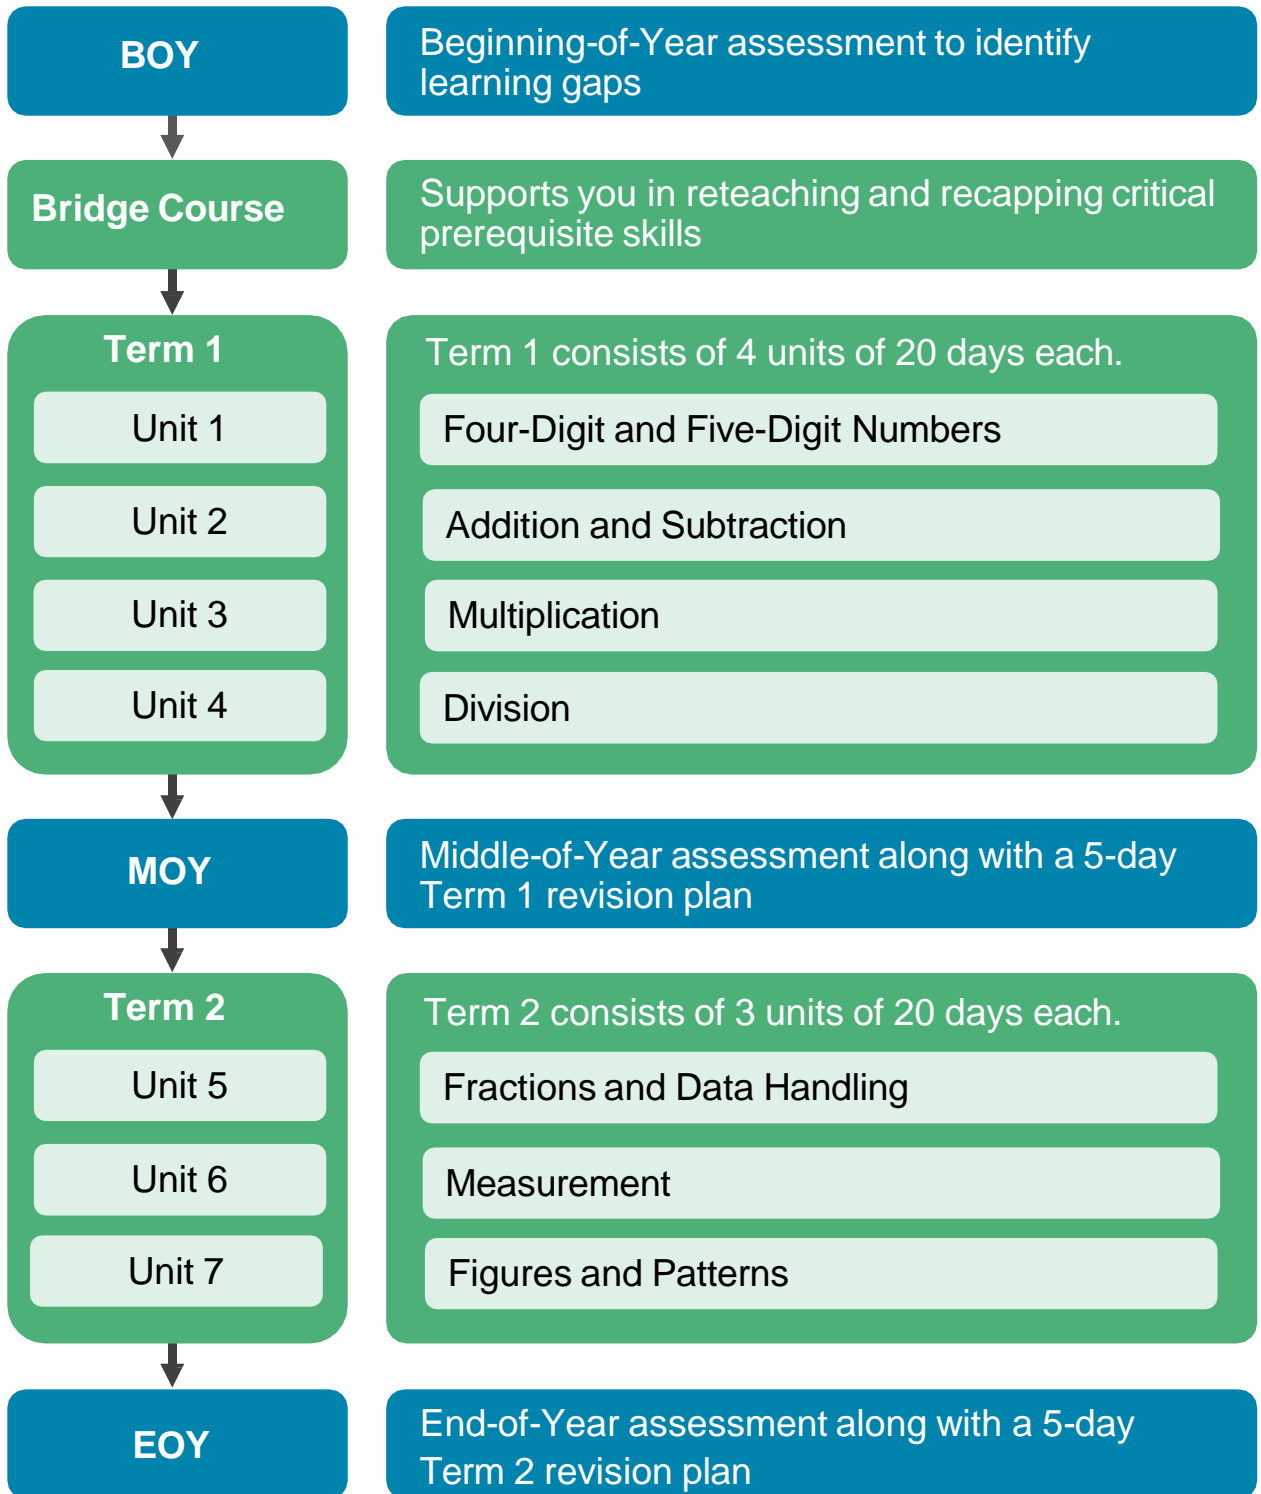 BOY
Beginning-of-Year assessment to identify
learning gaps
Bridge Course
Supports you in reteaching and recapping critical
prerequisite skills
Term 1
Term 1 consists of 4 units of 20 days each.
Unit 1
Four-Digit and Five-Digit Numbers
Unit 2
Addition and Subtraction
Unit 3
Multiplication
Unit 4
Division
MOY
Middle-of-Year assessment along with a 5-day
Term 1 revision plan
Term 2
Term 2 consists of 3 units of 20 days each.
Unit 5
Fractions and Data Handling
Unit 6
Measurement
Unit 7
Figures and Patterns
EOY
End-of-Year assessment along with a 5-day
Term 2 revision plan